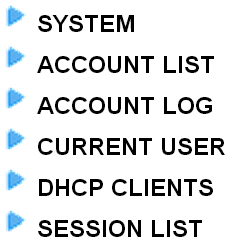 SYSTEM
ACCOUNT LIST
ACCOUNT LOG
CURRENT USER
DHCP CLIENTS
SESSION LIST